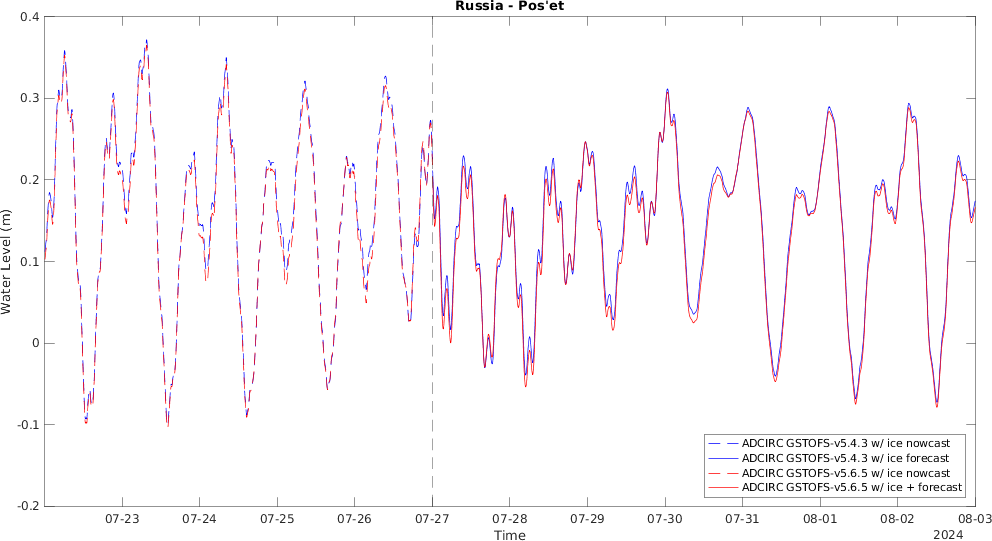 Russia - Pos'et
0.4
0.3
0.2
0.1
0
-0.1
-0.2
Water Level (m)
ADCIRC GSTOFS-v5.4.3 w/ ice nowcast
ADCIRC GSTOFS-v5.4.3 w/ ice forecast
ADCIRC GSTOFS-v5.6.5 w/ ice nowcast
ADCIRC GSTOFS-v5.6.5 w/ ice + forecast
07-23 07-24 07-25 07-26 07-27 07-28 07-29 07-30 07-31 08-01 08-02 08-03
Time
2024